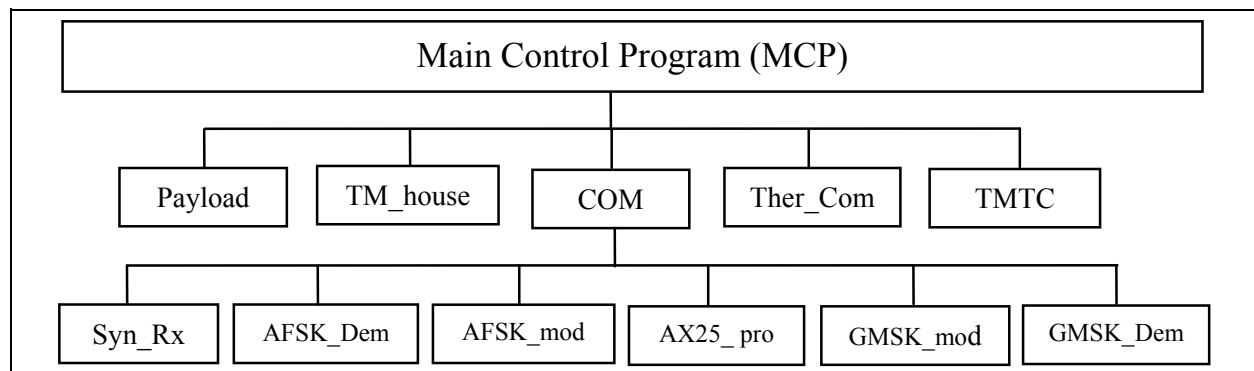 Main Control Program (MCP)
Payload
TM_house
COM
Ther_Com
TMTC
Syn_Rx
AFSK_Dem
AFSK_mod
AX25_ pro
GMSK_mod
GMSK_Dem